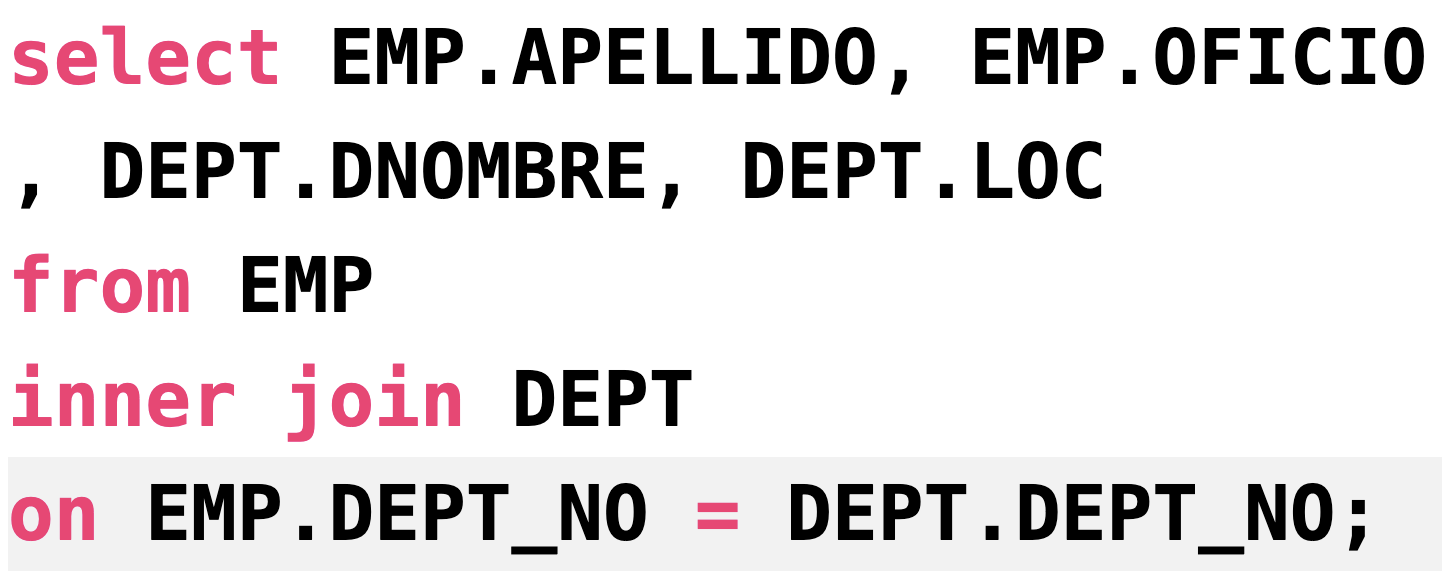 select EMP.APELLIDO, EMP.OFICIO
, DEPT.DNOMBRE, DEPT.LOC
from EMP
inner join DEPT
on EMP.DEPT_NO = DEPT.DEPT_NO;